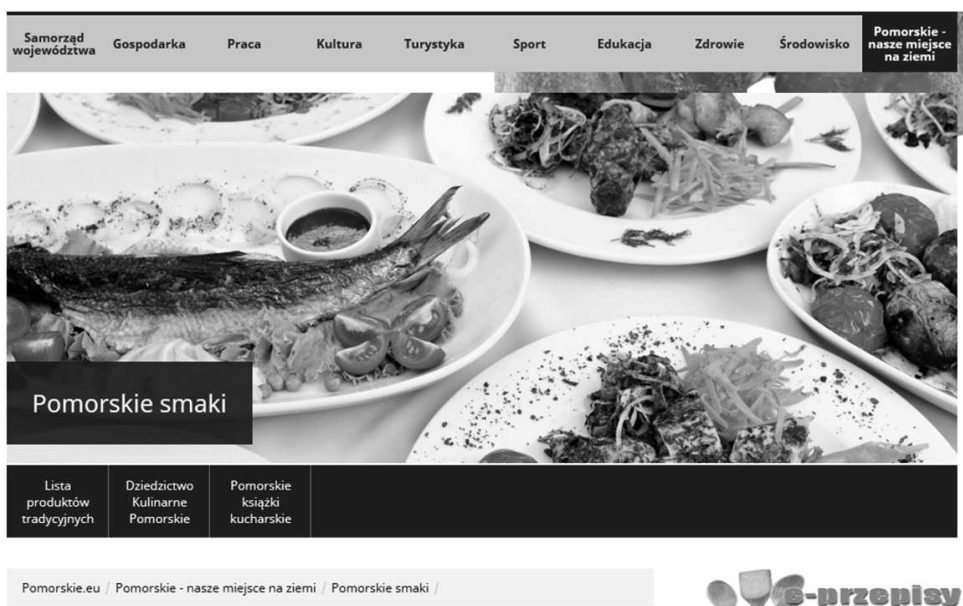 Samorząd
województwa
Gospodarka
Praca
Kultura
Turystyka
Sport
Edukacja
Zdrowie
Środowisko
Pomorskie -
nasze miejsce
na ziemi
Pomorskie smaki
Lista
produktów
tradycyjnych
Dziedzictwo
Kulinarne
Pomorskie
Pomorskie
książki
kucharskie
Pomorskie.eu / Pomorskie - nasze miejsce na ziemi / Pomorskie smaki /
e-przepisy